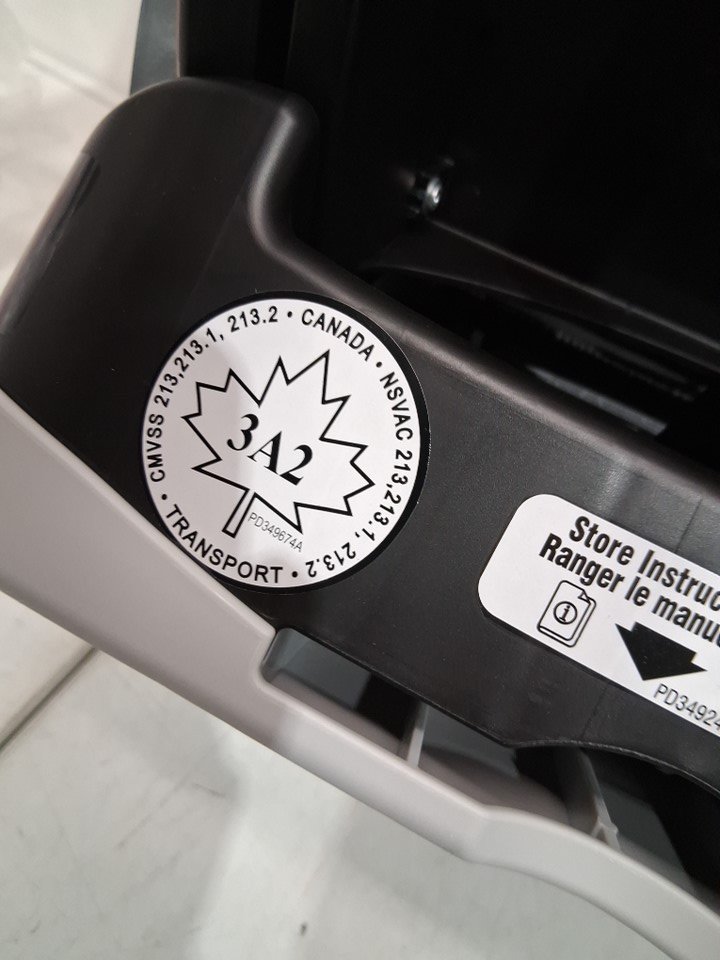 • CMVSS 213,213.1, 213.2 • CANADA • NSVAC 213,213.1, 213.2 • TRANSPORT
3A2
PD349674A
Store Instruc
Ranger le manu
PD34924